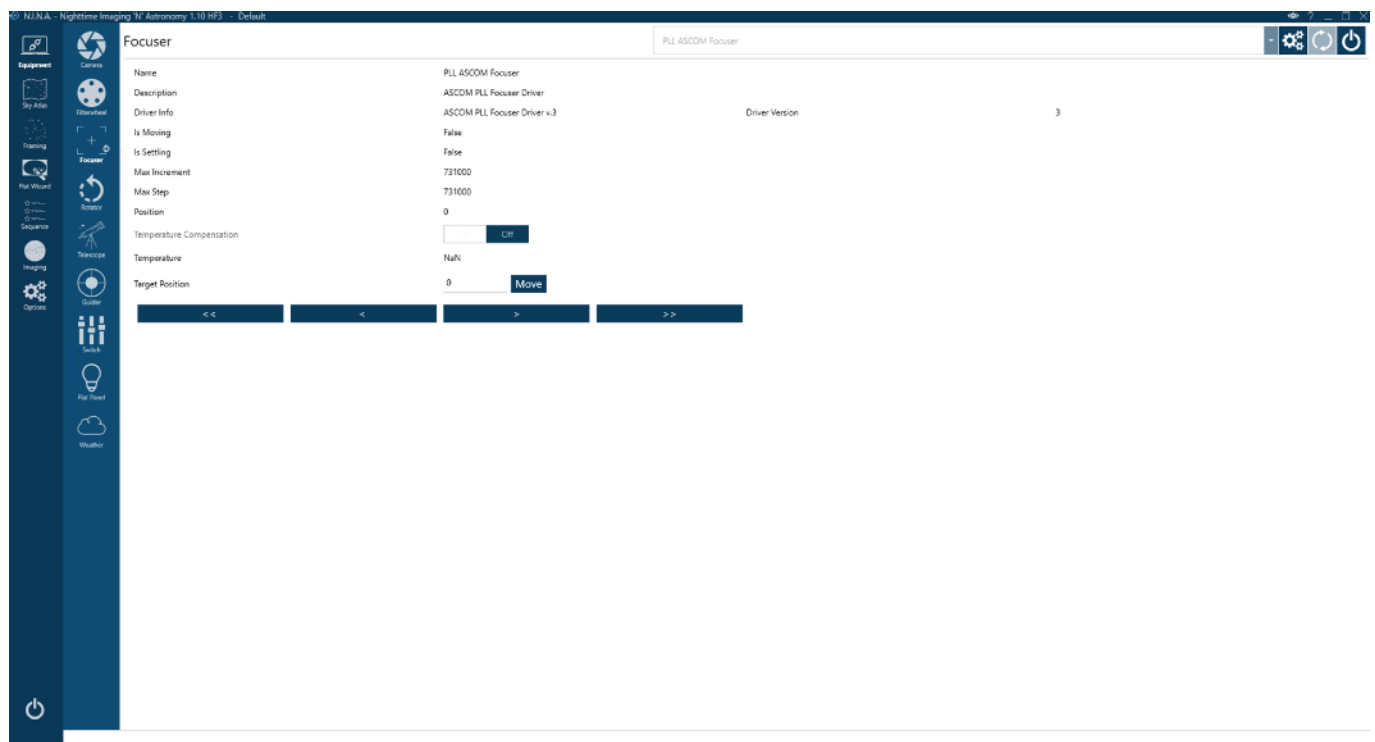 N.I.N.A. - Nighttime Imaging 'N' Astronomy 1.10 HF3 - Default
? _ □ X
Equipment
Sky Atlas
Framing
Flat Wizard
Sequence
Imaging
Options
Camera
Filterwheel
Focuser
Rotator
Telescope
Guider
Switch
Flat Panel
Weather
Focuser PLL ASCOM Focuser
Name PLL ASCOM Focuser
Description ASCOM PLL Focuser Driver
Driver Info ASCOM PLL Focuser Driver v.3 Driver Version 3
Is Moving False
Is Settling False
Max Increment 731000
Max Step 731000
Position 0
Temperature Compensation Off
Temperature NaN
Target Position 0 Move
<< < > >>